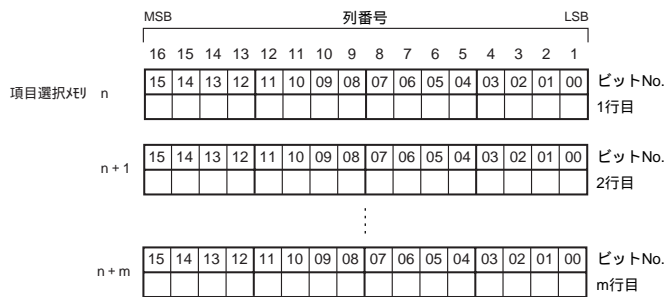 MSB 列番号 LSB
16 15 14 13 12 11 10 9 8 7 6 5 4 3 2 1
項目選択メモリ n 15 14 13 12 11 10 09 08 07 06 05 04 03 02 01 00 ビットNo.
1行目
n + 1 15 14 13 12 11 10 09 08 07 06 05 04 03 02 01 00 ビットNo.
2行目
n + m 15 14 13 12 11 10 09 08 07 06 05 04 03 02 01 00 ビットNo.
m行目